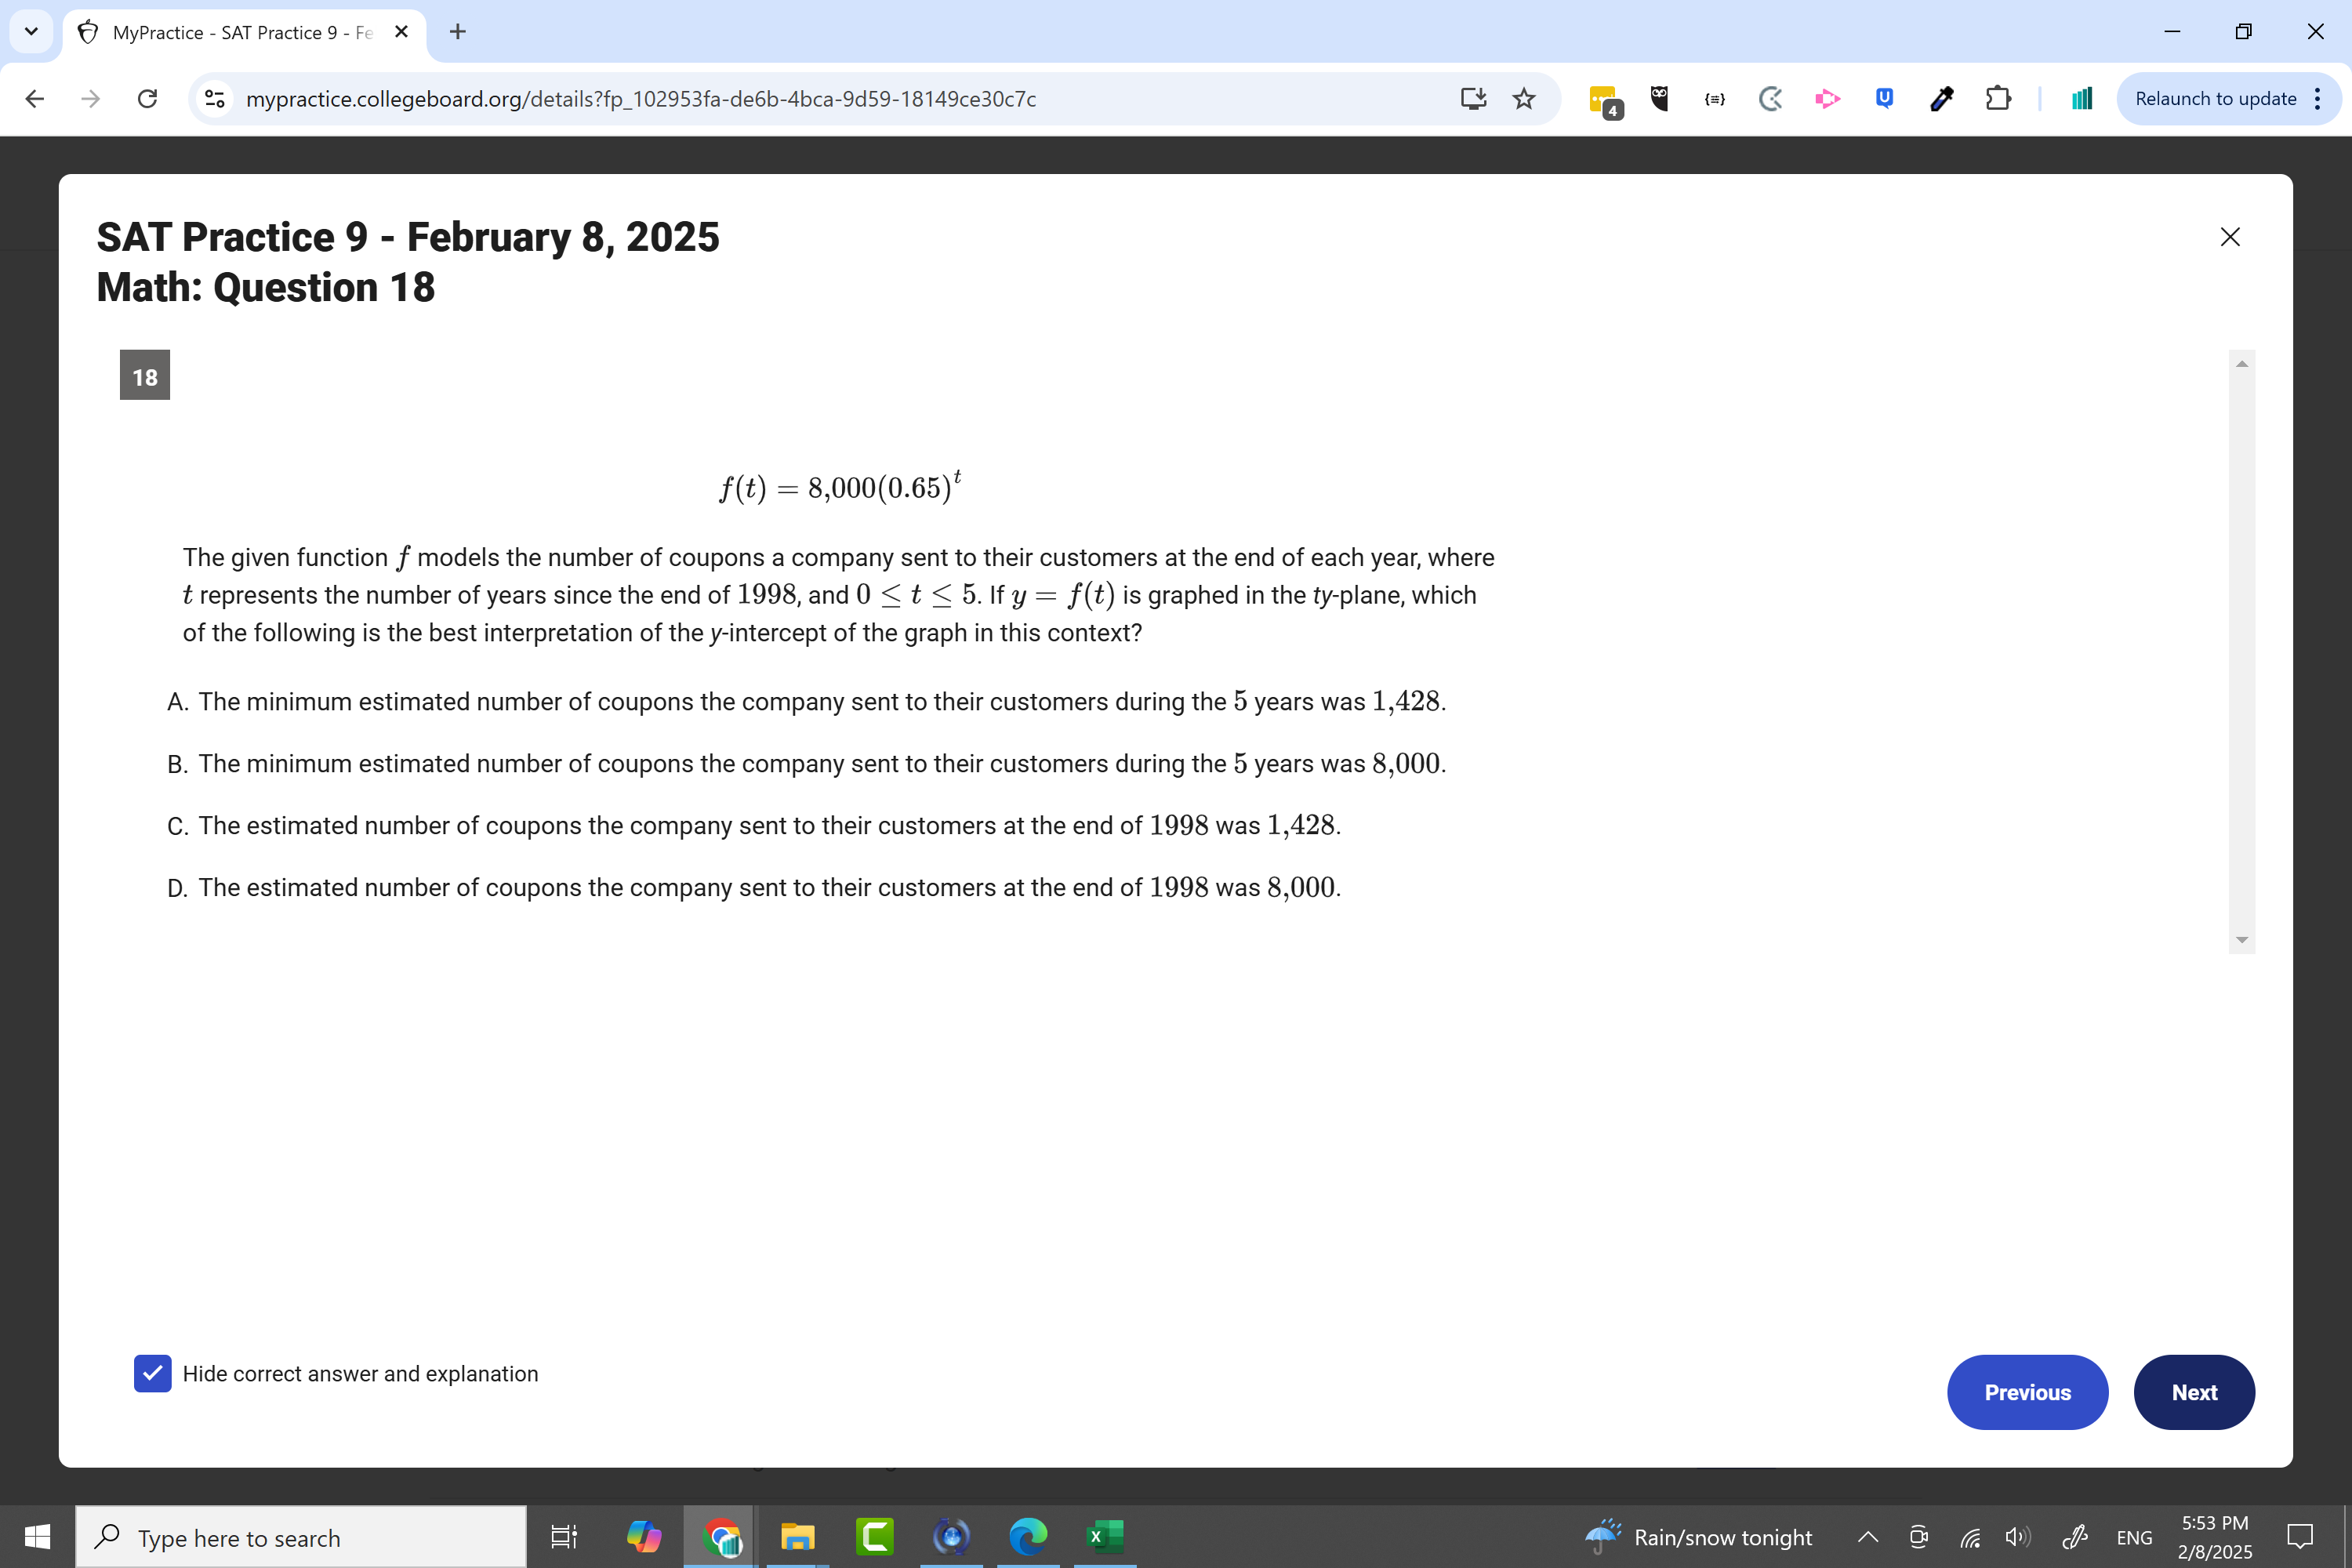 MyPractice - SAT Practice 9 - Fe
mypractice.collegeboard.org/details?fp_102953fa-de6b-4bca-9d59-18149ce30c7c
4
Relaunch to update
SAT Practice 9 - February 8, 2025
Math: Question 18
18
f(t) = 8,000(0.65)^t
The given function f models the number of coupons a company sent to their customers at the end of each year, where
t represents the number of years since the end of 1998, and 0 ≤ t ≤ 5. If y = f(t) is graphed in the ty-plane, which
of the following is the best interpretation of the y-intercept of the graph in this context?
A. The minimum estimated number of coupons the company sent to their customers during the 5 years was 1,428.
B. The minimum estimated number of coupons the company sent to their customers during the 5 years was 8,000.
C. The estimated number of coupons the company sent to their customers at the end of 1998 was 1,428.
D. The estimated number of coupons the company sent to their customers at the end of 1998 was 8,000.
Hide correct answer and explanation
Previous
Next
Type here to search
Rain/snow tonight
ENG
5:53 PM
2/8/2025